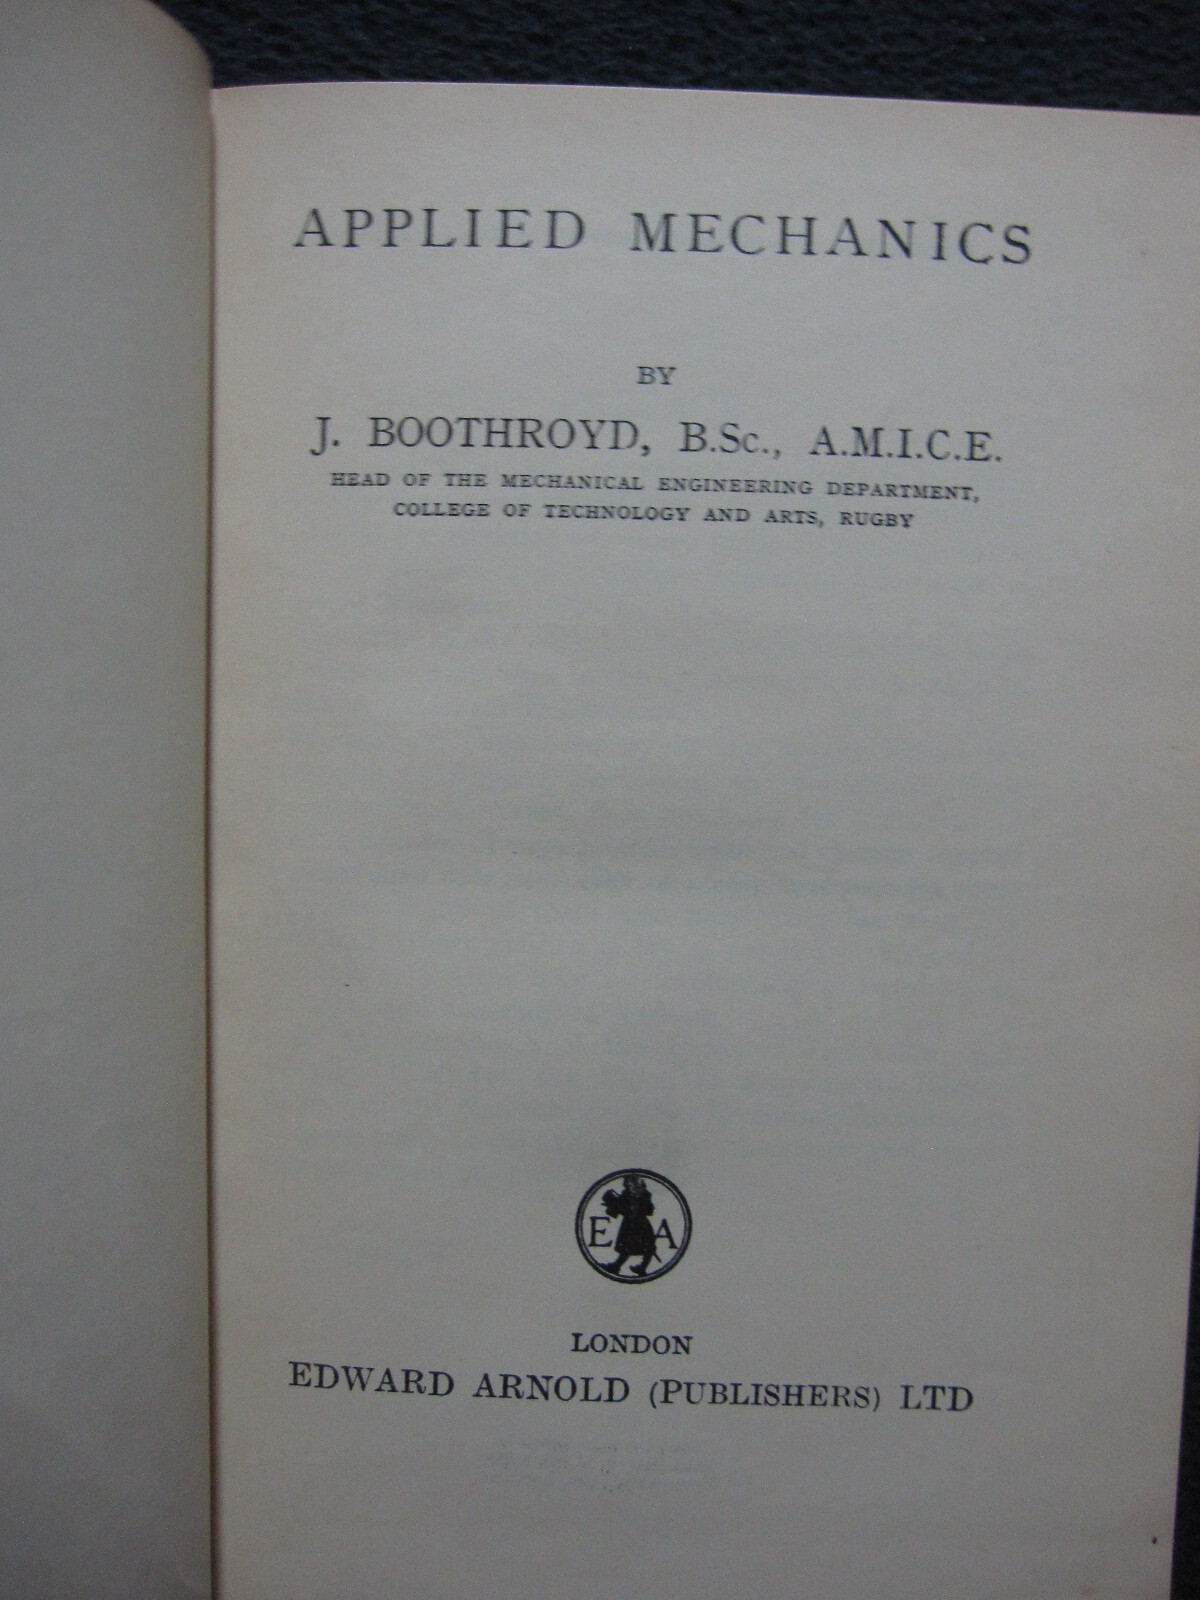 APPLIED MECHANICS
BY
J. BOOTHROYD, B.Sc., A.M.I.C.E.
HEAD OF THE MECHANICAL ENGINEERING DEPARTMENT,
COLLEGE OF TECHNOLOGY AND ARTS, RUGBY
E A
LONDON
EDWARD ARNOLD (PUBLISHERS) LTD